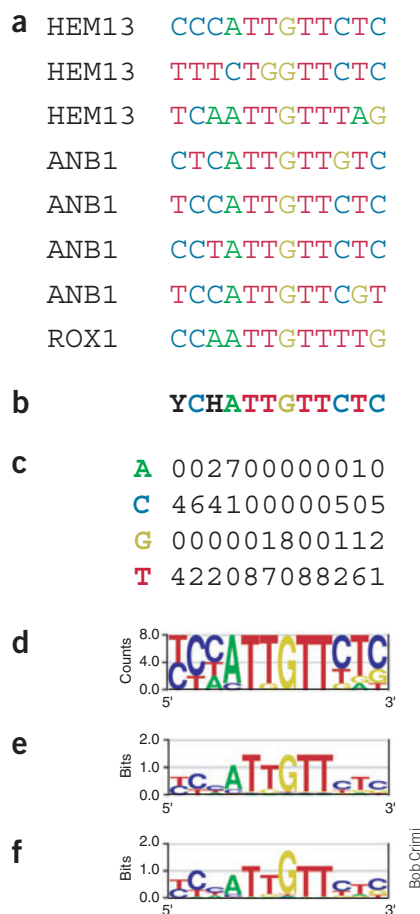 a HEM13 CCCATTGTTCTC
HEM13 TTTCTGGTTCTC
HEM13 TCAATTGTTTAG
ANB1 CTCATTGTTGTC
ANB1 TCCATTGTTCTC
ANB1 CCTATTGTTCTC
ANB1 TCCATTGTTCGT
ROX1 CCAATTGTTTTG
b YCHATTGTTCTC
c A 002700000010
C 464100000505
G 000001800112
T 422087088261
d Counts 8.0 4.0 0.0
5' 3'
e Bits 2.0 1.0 0.0
5' 3'
f Bits 2.0 1.0 0.0
5' 3'
Bob Crimi